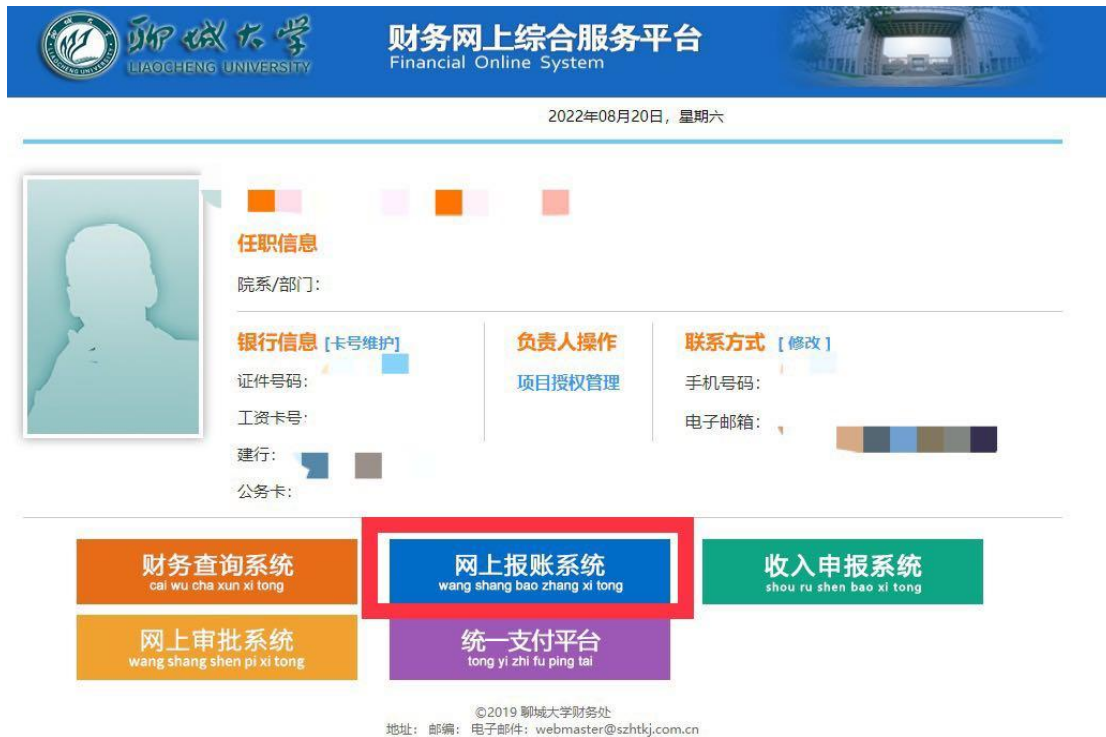 聊城大学
LIAOCHENG UNIVERSITY
财务网上综合服务平台
Financial Online System
2022年08月20日，星期六
任职信息
院系/部门：
银行信息 [卡号维护]
证件号码：
工资卡号：
建行：
公务卡：
负责人操作
项目授权管理
联系方式 [ 修改 ]
手机号码：
电子邮箱：
财务查询系统
cai wu cha xun xi tong
网上报账系统
wang shang bao zhang xi tong
收入申报系统
shou ru shen bao xi tong
网上审批系统
wang shang shen pi xi tong
统一支付平台
tong yi zhi fu ping tai
©2019 聊城大学财务处
地址： 邮编： 电子邮件：webmaster@szhtkj.com.cn